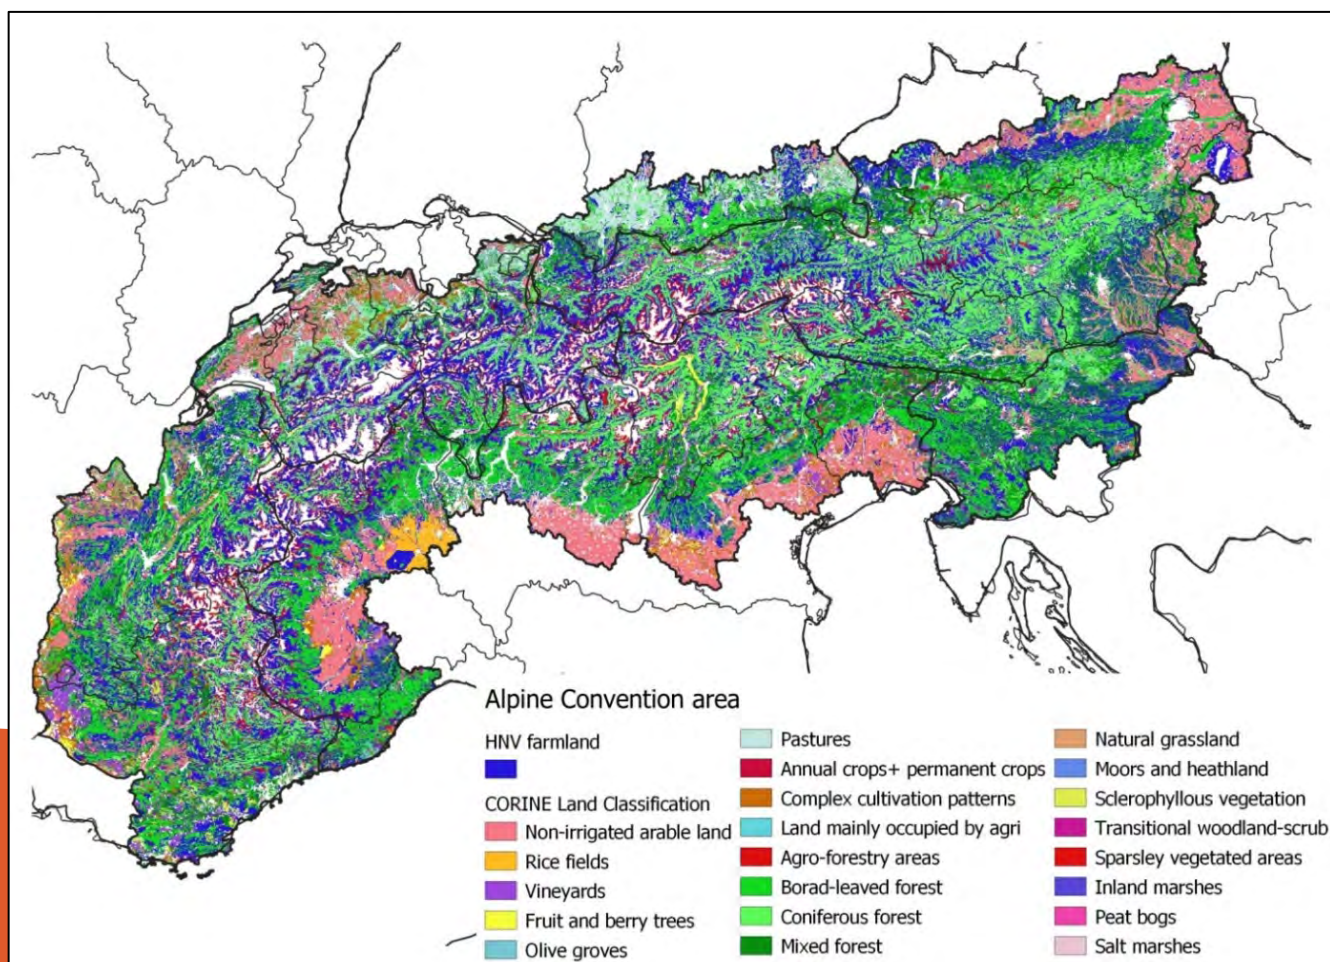 Alpine Convention area
HNV farmland
CORINE Land Classification
Non-irrigated arable land
Rice fields
Vineyards
Fruit and berry trees
Olive groves
Pastures
Annual crops+ permanent crops
Complex cultivation patterns
Land mainly occupied by agri
Agro-forestry areas
Borad-leaved forest
Coniferous forest
Mixed forest
Natural grassland
Moors and heathland
Sclerophyllous vegetation
Transitional woodland-scrub
Sparsley vegetated areas
Inland marshes
Peat bogs
Salt marshes